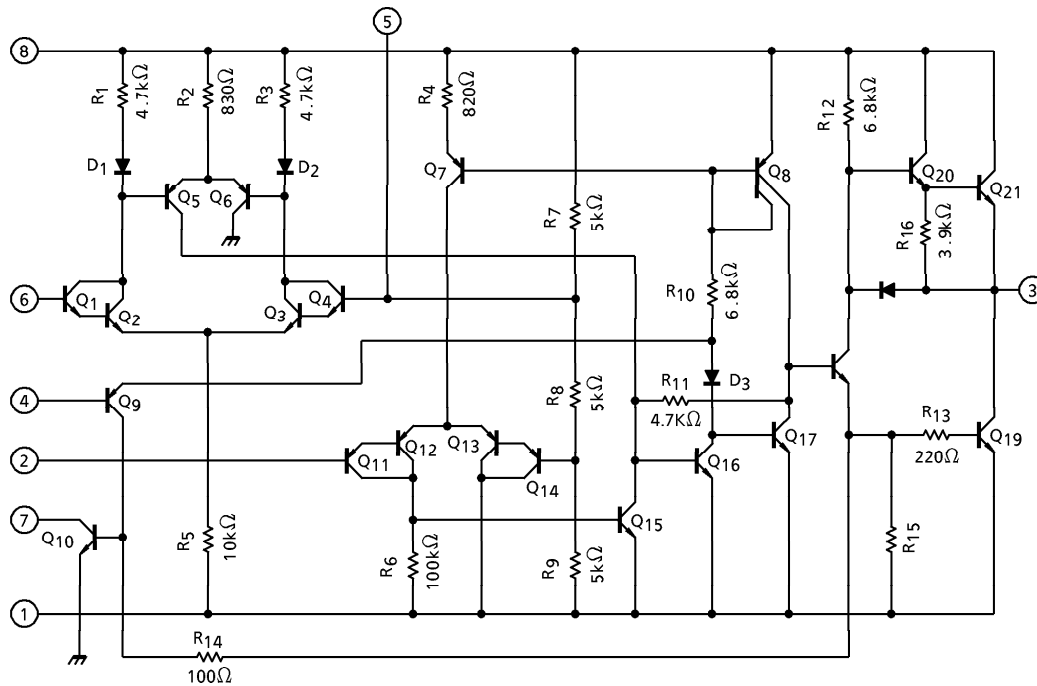 5
8
R1
4.7kΩ
R2
830Ω
R3
4.7kΩ
R4
820Ω
R12
6.8kΩ
D1
D2
Q5
Q6
Q7
Q8
Q20
Q21
R7
5kΩ
R16
3.9kΩ
R10
6.8kΩ
6
Q1
Q2
Q3
Q4
3
4
Q9
R8
5kΩ
D3
R11
4.7KΩ
R13
220Ω
2
Q11
Q12
Q13
Q14
Q16
Q17
Q19
7
Q10
R5
10kΩ
R6
100kΩ
R9
5kΩ
Q15
R15
1
R14
100Ω